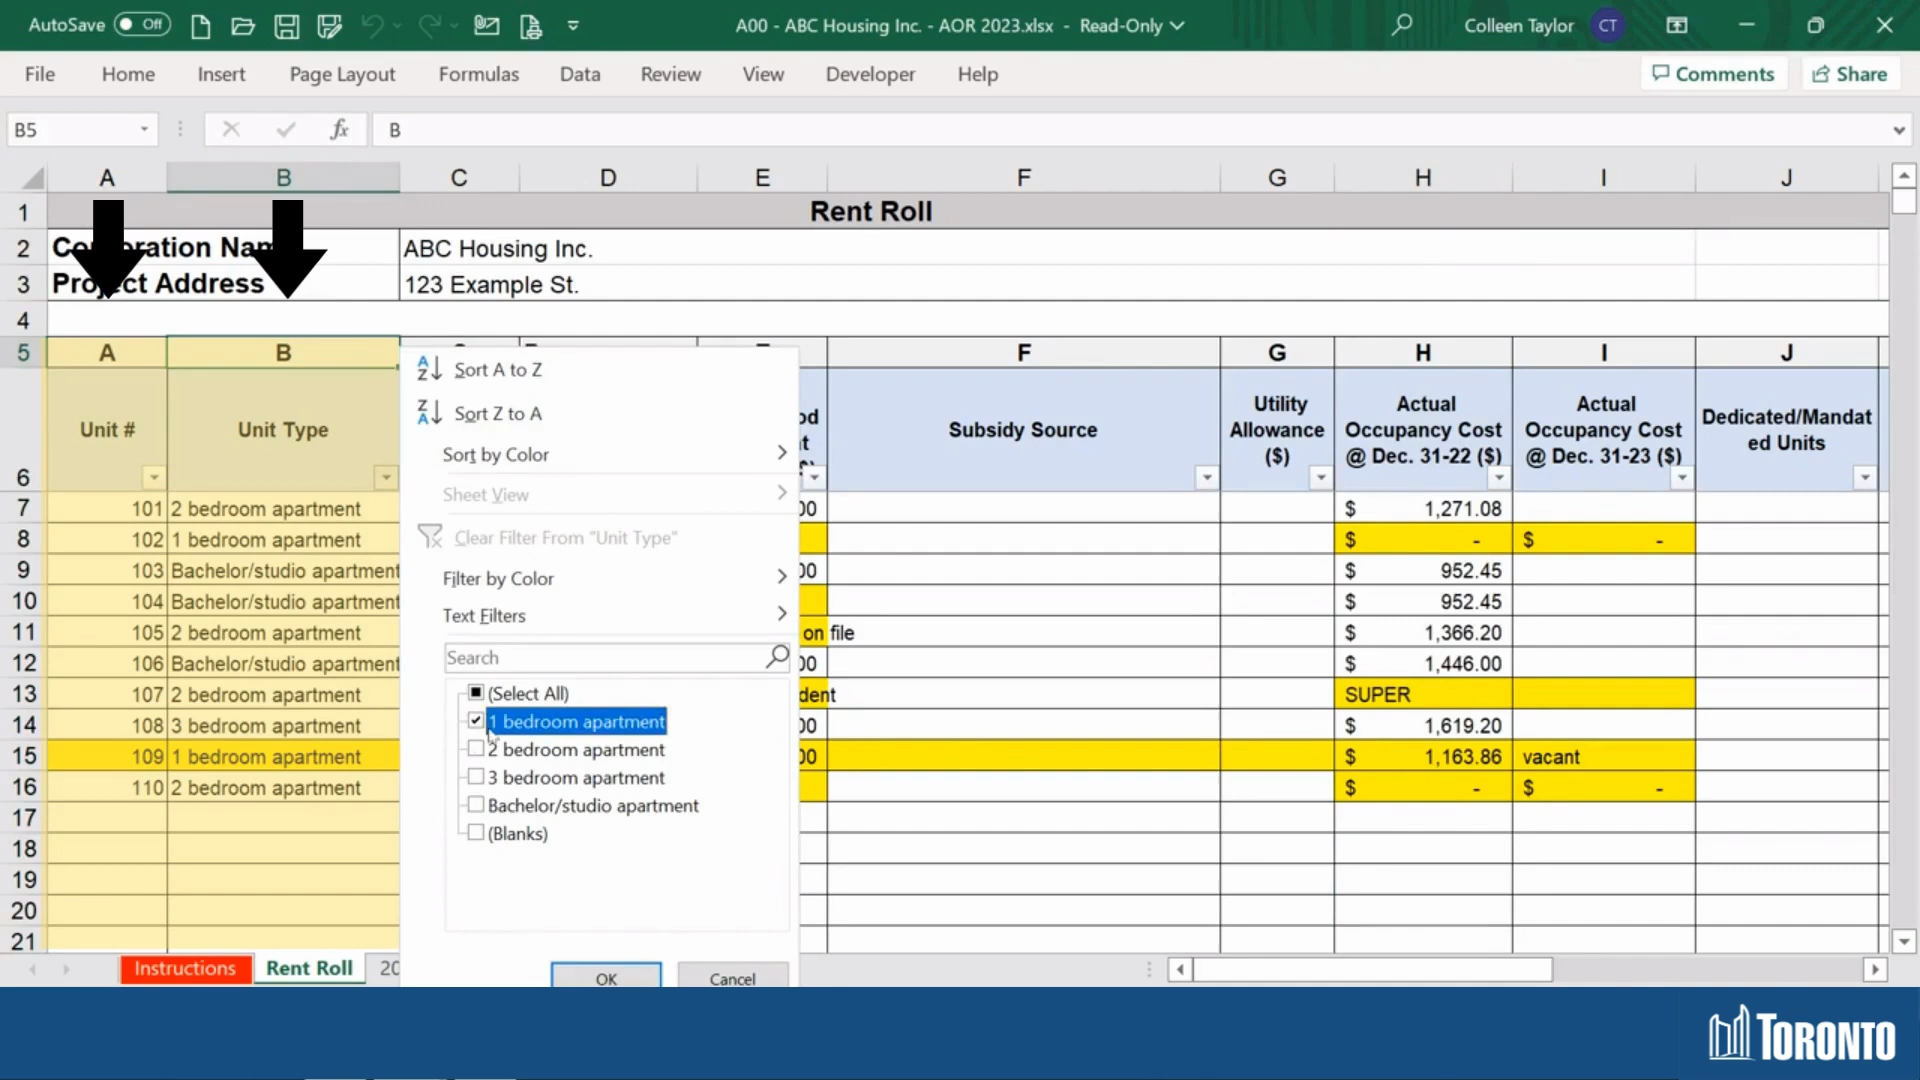 AutoSave Off A00 - ABC Housing Inc. - AOR 2023.xlsx - Read-Only Colleen Taylor CT
File Home Insert Page Layout Formulas Data Review View Developer Help Comments Share
B5 fx B
A B C D E F G H I J
1 Rent Roll
2 Corporation Name ABC Housing Inc.
3 Project Address 123 Example St.
4
5 A B F G H I J
6 Unit # Unit Type Subsidy Source Utility Allowance ($) Actual Occupancy Cost @ Dec. 31-22 ($) Actual Occupancy Cost @ Dec. 31-23 ($) Dedicated/Mandat ed Units
7 101 2 bedroom apartment 00 $ 1,271.08
8 102 1 bedroom apartment $ - $ -
9 103 Bachelor/studio apartment 00 $ 952.45
10 104 Bachelor/studio apartment $ 952.45
11 105 2 bedroom apartment on file $ 1,366.20
12 106 Bachelor/studio apartment 00 $ 1,446.00
13 107 2 bedroom apartment dent SUPER
14 108 3 bedroom apartment 00 $ 1,619.20
15 109 1 bedroom apartment 00 $ 1,163.86 vacant
16 110 2 bedroom apartment $ - $ -
17
18
19
20
21
Sort A to Z
Sort Z to A
Sort by Color
Sheet View
Clear Filter From "Unit Type"
Filter by Color
Text Filters
Search
(Select All)
1 bedroom apartment
2 bedroom apartment
3 bedroom apartment
Bachelor/studio apartment
(Blanks)
OK Cancel
Instructions Rent Roll 20
TORONTO